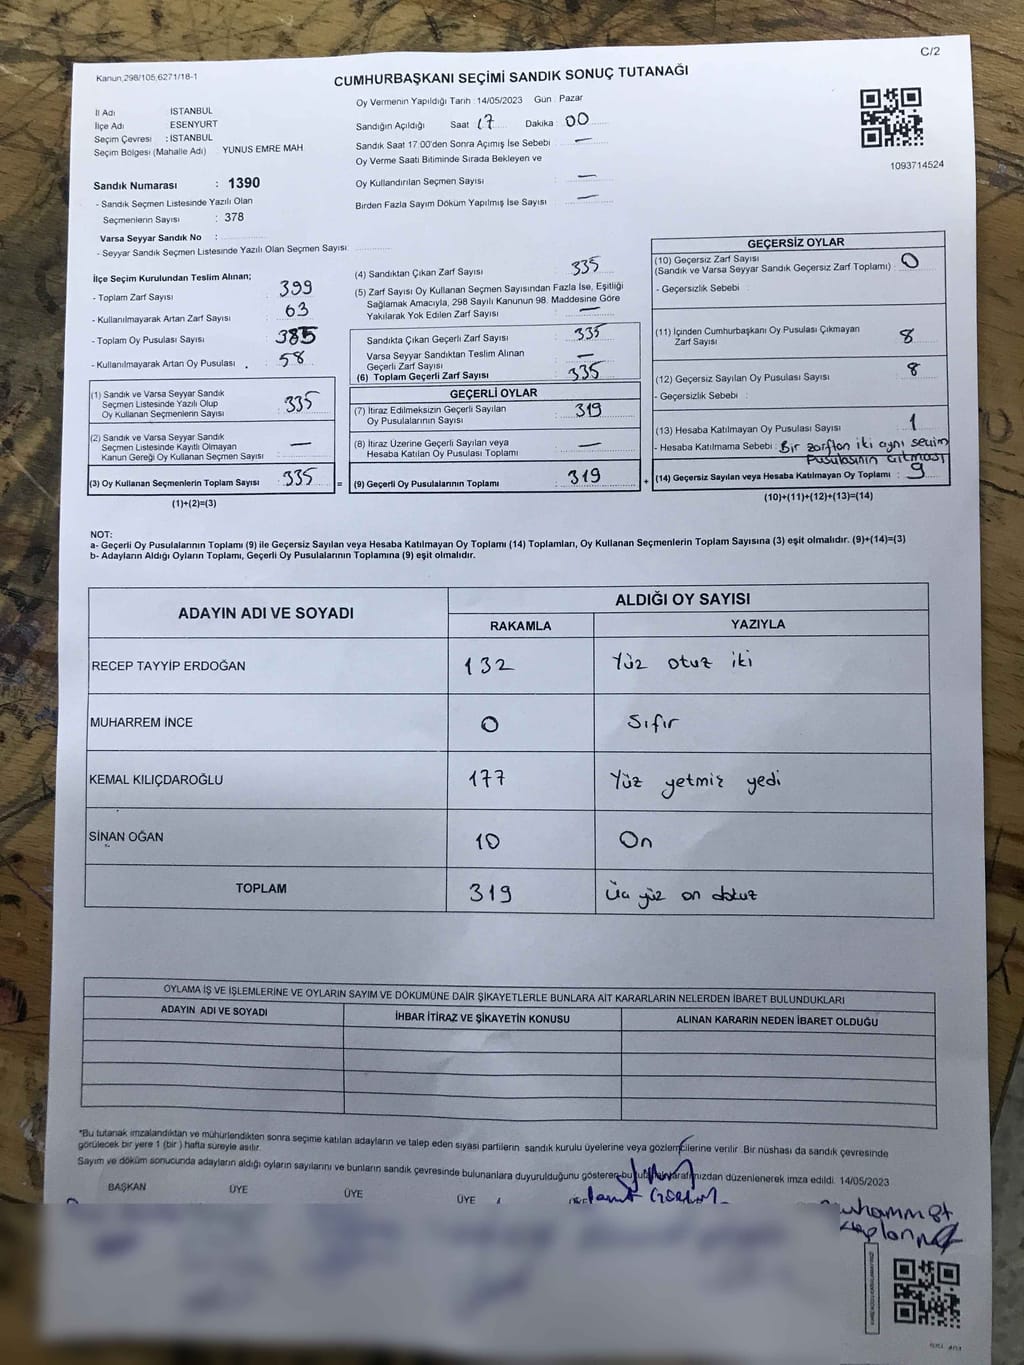 C/2
Kanun,298/105,6271/18-1
CUMHURBAŞKANI SEÇİMİ SANDIK SONUÇ TUTANAĞI
İl Adı İSTANBUL
İlçe Adı ESENYURT
Seçim Çevresi : İSTANBUL
Seçim Bölgesi (Mahalle Adı) YUNUS EMRE MAH
Sandık Numarası : 1390
- Sandık Seçmen Listesinde Yazılı Olan
Seçmenlerin Sayısı : 378
Varsa Seyyar Sandık No :
- Seyyar Sandık Seçmen Listesinde Yazılı Olan Seçmen Sayısı:
Oy Vermenin Yapıldığı Tarih : 14/05/2023 Gün : Pazar
Sandığın Açıldığı Saat 17 Dakika : 00
Sandık Saat 17.00'den Sonra Açımış İse Sebebi : —
Oy Verme Saati Bitiminde Sırada Bekleyen ve
Oy Kullandırılan Seçmen Sayısı : —
Birden Fazla Sayım Döküm Yapılmış İse Sayısı : —
1093714524
İlçe Seçim Kurulundan Teslim Alınan;
- Toplam Zarf Sayısı : 399
- Kullanılmayarak Artan Zarf Sayısı : 63
- Toplam Oy Pusulası Sayısı : 385
- Kullanılmayarak Artan Oy Pusulası : 58
(1) Sandık ve Varsa Seyyar Sandık
Seçmen Listesinde Yazılı Olup
Oy Kullanan Seçmenlerin Sayısı : 335
(2) Sandık ve Varsa Seyyar Sandık
Seçmen Listesinde Kayıtlı Olmayan
Kanun Gereği Oy Kullanan Seçmen Sayısı : —
(3) Oy Kullanan Seçmenlerin Toplam Sayısı : 335
(1)+(2)=(3)
(4) Sandıktan Çıkan Zarf Sayısı : 335
(5) Zarf Sayısı Oy Kullanan Seçmen Sayısından Fazla İse, Eşitliği
Sağlamak Amacıyla, 298 Sayılı Kanunun 98. Maddesine Göre
Yakılarak Yok Edilen Zarf Sayısı : —
Sandıkta Çıkan Geçerli Zarf Sayısı : 335
Varsa Seyyar Sandıktan Teslim Alınan
Geçerli Zarf Sayısı : —
(6) Toplam Geçerli Zarf Sayısı : 335
GEÇERLİ OYLAR
(7) İtiraz Edilmeksizin Geçerli Sayılan
Oy Pusulalarının Sayısı : 319
(8) İtiraz Üzerine Geçerli Sayılan veya
Hesaba Katılan Oy Pusulası Toplamı : —
= (9) Geçerli Oy Pusulalarının Toplamı : 319
GEÇERSİZ OYLAR
(10) Geçersiz Zarf Sayısı
(Sandık ve Varsa Seyyar Sandık Geçersiz Zarf Toplamı) : 0
- Geçersizlik Sebebi :
(11) İçinden Cumhurbaşkanı Oy Pusulası Çıkmayan
Zarf Sayısı : 8
(12) Geçersiz Sayılan Oy Pusulası Sayısı : 8
- Geçersizlik Sebebi :
(13) Hesaba Katılmayan Oy Pusulası Sayısı : 1
- Hesaba Katılmama Sebebi : Bir zarftan iki aynı seçim
Pusulasının çıkması
+ (14) Geçersiz Sayılan veya Hesaba Katılmayan Oy Toplamı : 9
(10)+(11)+(12)+(13)=(14)
NOT:
a- Geçerli Oy Pusulalarının Toplamı (9) ile Geçersiz Sayılan veya Hesaba Katılmayan Oy Toplamı (14) Toplamları, Oy Kullanan Seçmenlerin Toplam Sayısına (3) eşit olmalıdır. (9)+(14)=(3)
b- Adayların Aldığı Oyların Toplamı, Geçerli Oy Pusulalarının Toplamına (9) eşit olmalıdır.
ADAYIN ADI VE SOYADI ALDIĞI OY SAYISI
RAKAMLA YAZIYLA
RECEP TAYYİP ERDOĞAN 132 Yüz otuz iki
MUHARREM İNCE 0 Sıfır
KEMAL KILIÇDAROĞLU 177 Yüz yetmiz yedi
SİNAN OĞAN 10 On
TOPLAM 319 Üç yüz on dokuz
OYLAMA İŞ VE İŞLEMLERİNE VE OYLARIN SAYIM VE DÖKÜMÜNE DAİR ŞİKAYETLERLE BUNLARA AİT KARARLARIN NELERDEN İBARET BULUNDUKLARI
ADAYIN ADI VE SOYADI İHBAR İTİRAZ VE ŞİKAYETİN KONUSU ALINAN KARARIN NEDEN İBARET OLDUĞU
*Bu tutanak imzalandıktan ve mühürlendikten sonra seçime katılan adayların ve talep eden siyasi partilerin sandık kurulu üyelerine veya gözlemcilerine verilir. Bir nüshası da sandık çevresinde
görülecek bir yere 1 (bir ) hafta süreyle asılır.
Sayım ve döküm sonucunda adayların aldığı oyların sayılarını ve bunların sandık çevresinde bulunanlara duyurulduğunu gösteren bu tutanak tarafımızdan düzenlenerek imza edildi. 14/05/2023
BAŞKAN ÜYE ÜYE ÜYE